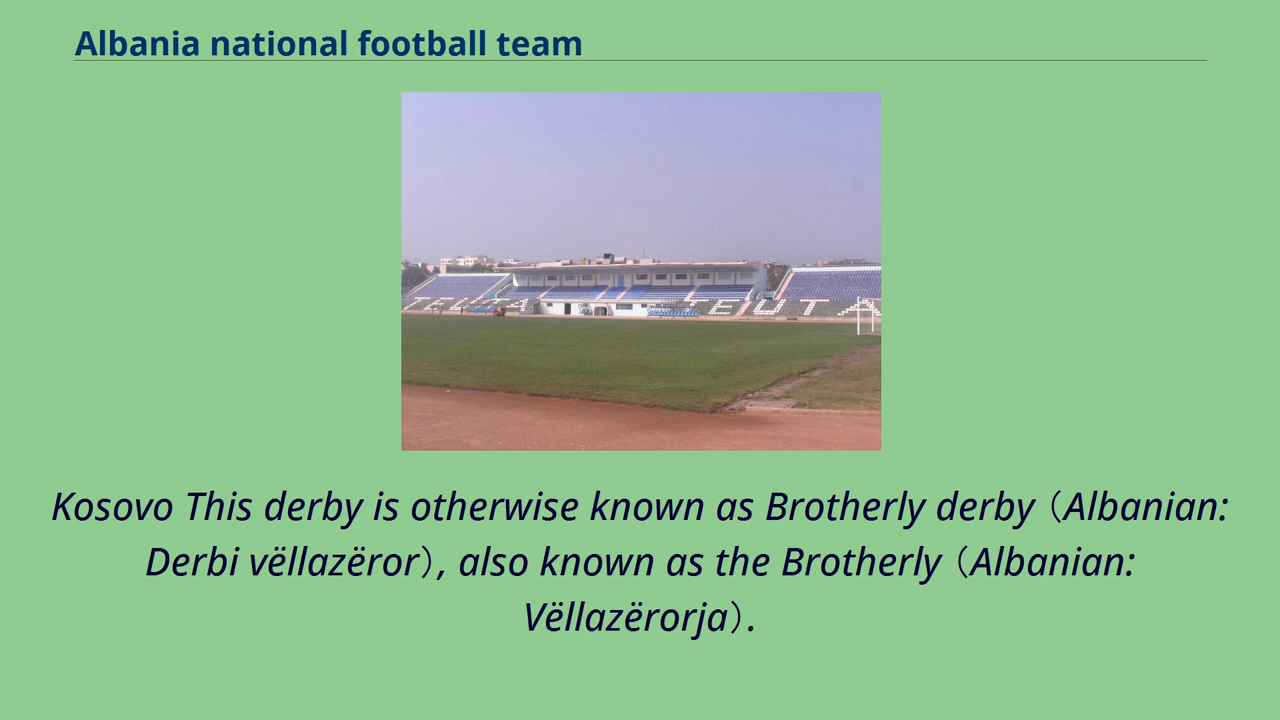 Albania national football team
TEUTA
Kosovo This derby is otherwise known as Brotherly derby（Albanian:
Derbi vëllazëror）, also known as the Brotherly（Albanian:
Vëllazërorja）.